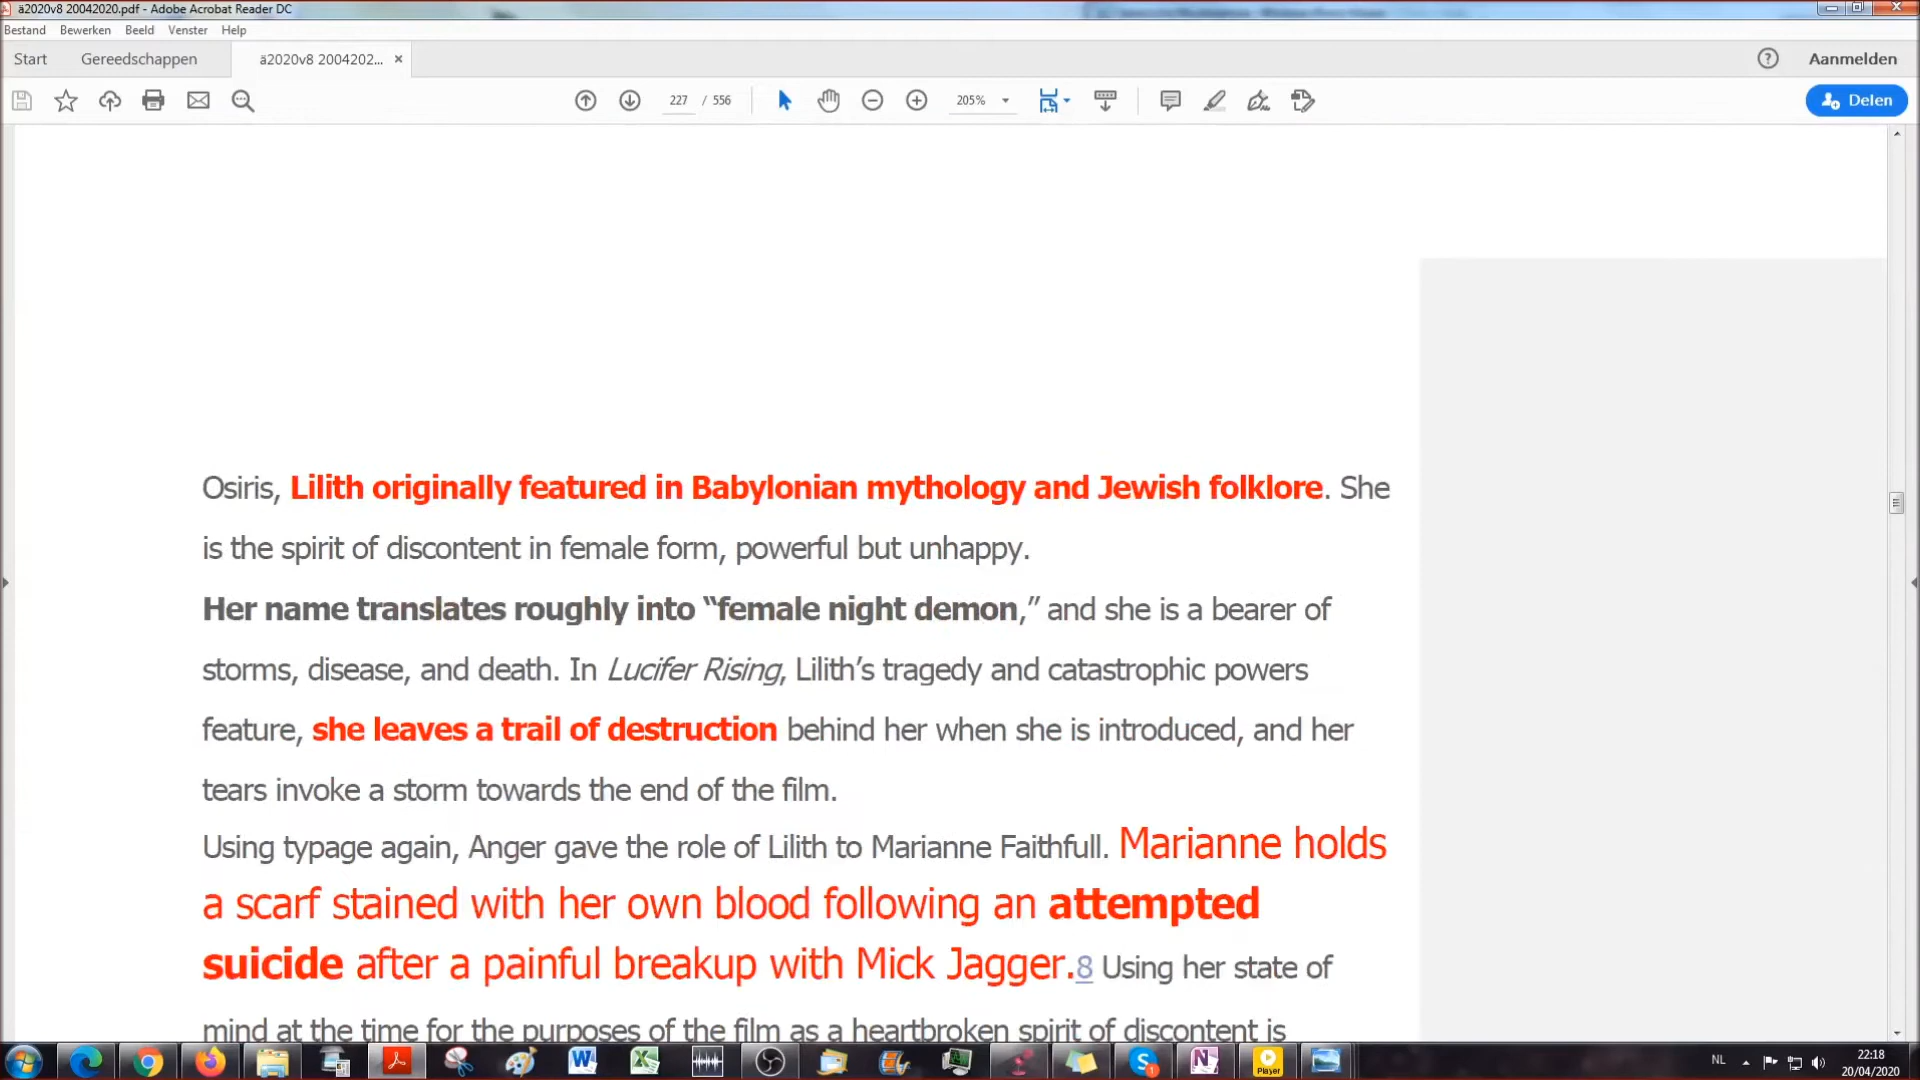 ä2020v8 20042020.pdf - Adobe Acrobat Reader DC
Bestand Bewerken Beeld Venster Help
Start Gereedschappen ä2020v8 2004202... × Aanmelden
227 / 556 205% Delen
Osiris, Lilith originally featured in Babylonian mythology and Jewish folklore. She
is the spirit of discontent in female form, powerful but unhappy.
Her name translates roughly into “female night demon,” and she is a bearer of
storms, disease, and death. In Lucifer Rising, Lilith’s tragedy and catastrophic powers
feature, she leaves a trail of destruction behind her when she is introduced, and her
tears invoke a storm towards the end of the film.
Using typage again, Anger gave the role of Lilith to Marianne Faithfull. Marianne holds
a scarf stained with her own blood following an attempted
suicide after a painful breakup with Mick Jagger.8 Using her state of
mind at the time for the purposes of the film as a heartbroken spirit of discontent is
Player
NL 22:18
20/04/2020